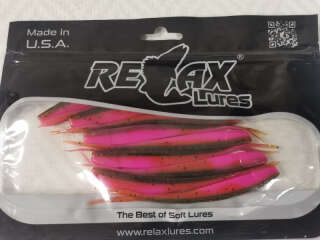 Made In
U.S.A.
RELAX®
Lures
The Best of Soft Lures
www.relaxlures.com